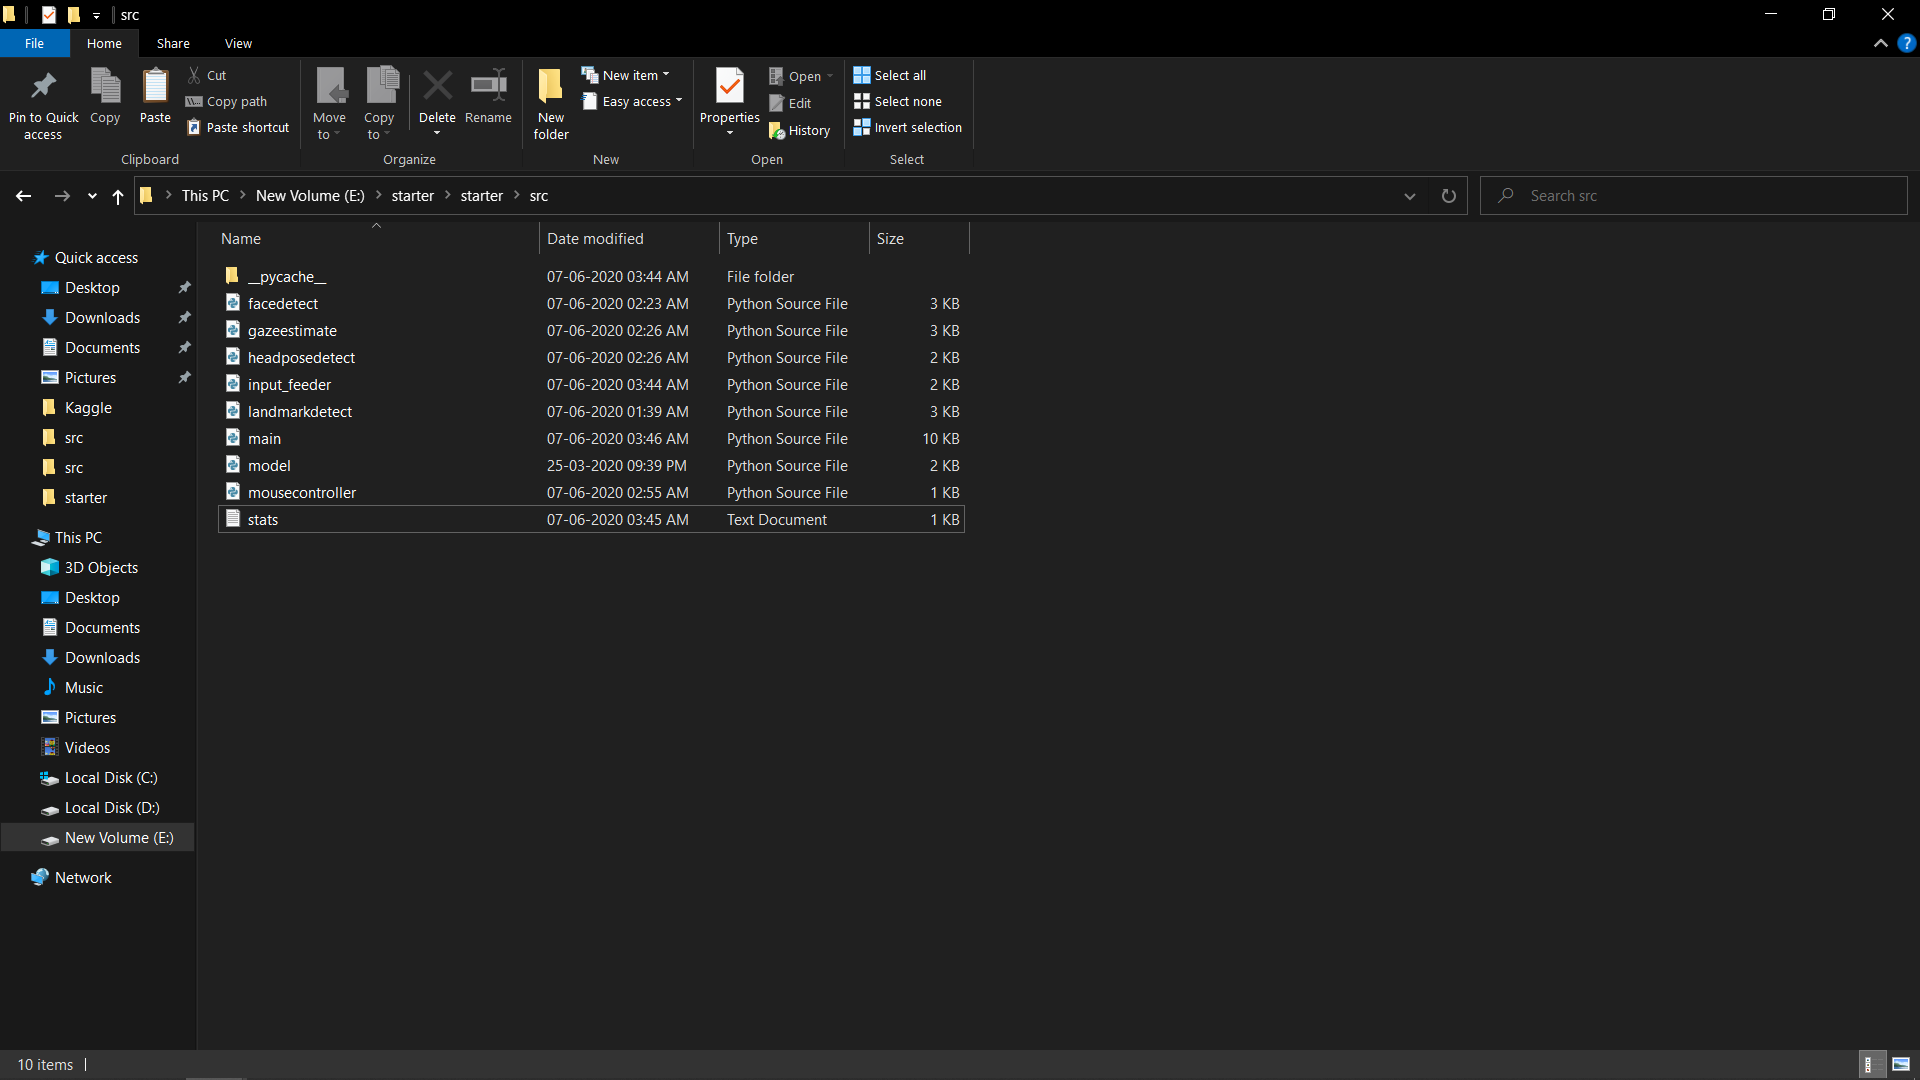 src
File Home Share View
Pin to Quick access
Copy
Paste
Cut
Copy path
Paste shortcut
Clipboard
Move to
Copy to
Delete
Rename
Organize
New folder
New item
Easy access
New
Properties
Open
Edit
History
Open
Select all
Select none
Invert selection
Select
This PC New Volume (E:) starter starter src
Search src
Quick access
Desktop
Downloads
Documents
Pictures
Kaggle
src
src
starter
This PC
3D Objects
Desktop
Documents
Downloads
Music
Pictures
Videos
Local Disk (C:)
Local Disk (D:)
New Volume (E:)
Network
Name Date modified Type Size
__pycache__ 07-06-2020 03:44 AM File folder
facedetect 07-06-2020 02:23 AM Python Source File 3 KB
gazeestimate 07-06-2020 02:26 AM Python Source File 3 KB
headposedetect 07-06-2020 02:26 AM Python Source File 2 KB
input_feeder 07-06-2020 03:44 AM Python Source File 2 KB
landmarkdetect 07-06-2020 01:39 AM Python Source File 3 KB
main 07-06-2020 03:46 AM Python Source File 10 KB
model 25-03-2020 09:39 PM Python Source File 2 KB
mousecontroller 07-06-2020 02:55 AM Python Source File 1 KB
stats 07-06-2020 03:45 AM Text Document 1 KB
10 items